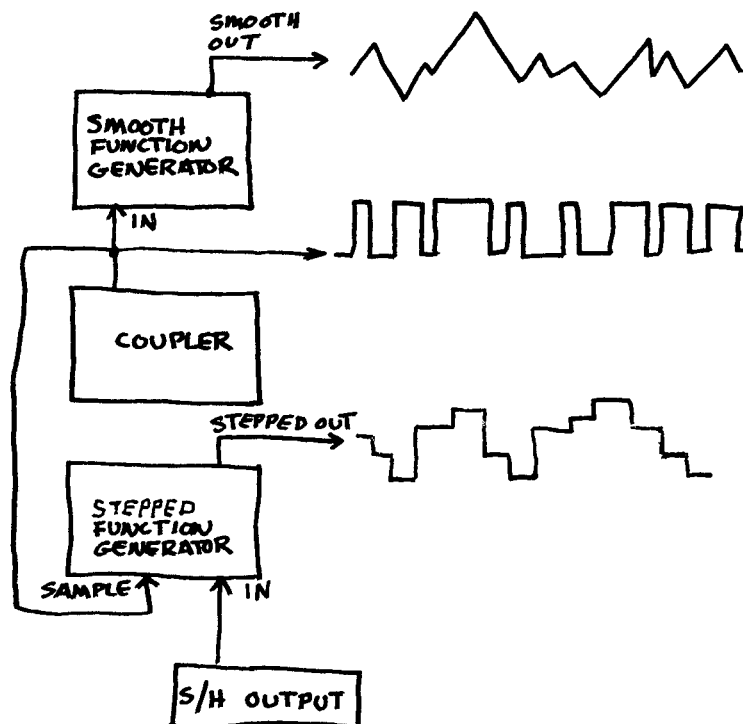 SMOOTH
OUT
SMOOTH
FUNCTION
GENERATOR
IN
COUPLER
STEPPED OUT
STEPPED
FUNCTION
GENERATOR
SAMPLE
IN
S/H OUTPUT